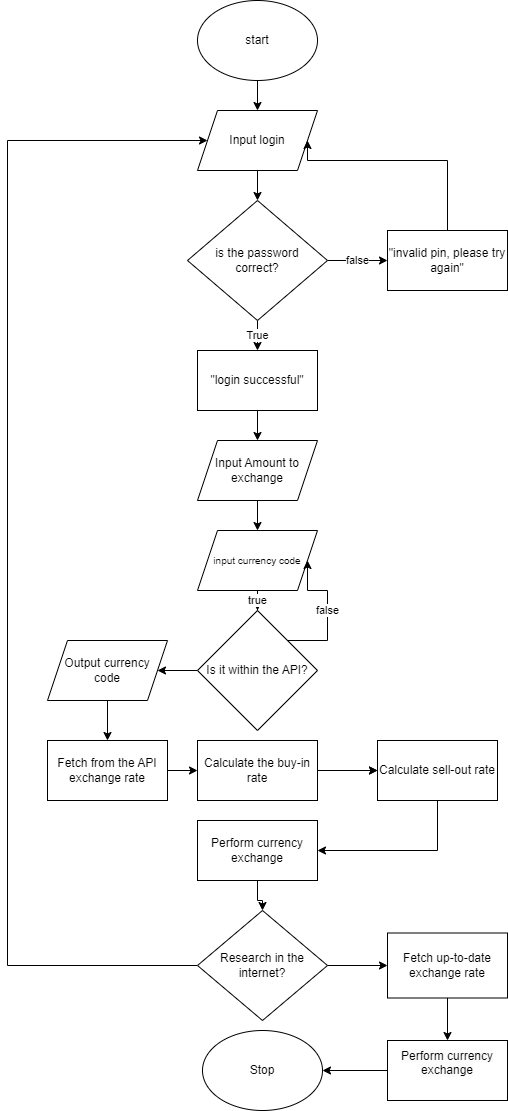 start
Input login
is the password
correct?
false
"invalid pin, please try
again"
True
"login successful"
Input Amount to
exchange
input currency code
true
false
Is it within the API?
Output currency
code
Fetch from the API
exchange rate
Calculate the buy-in
rate
Calculate sell-out rate
Perform currency
exchange
Research in the
internet?
Fetch up-to-date
exchange rate
Perform currency
exchange
Stop